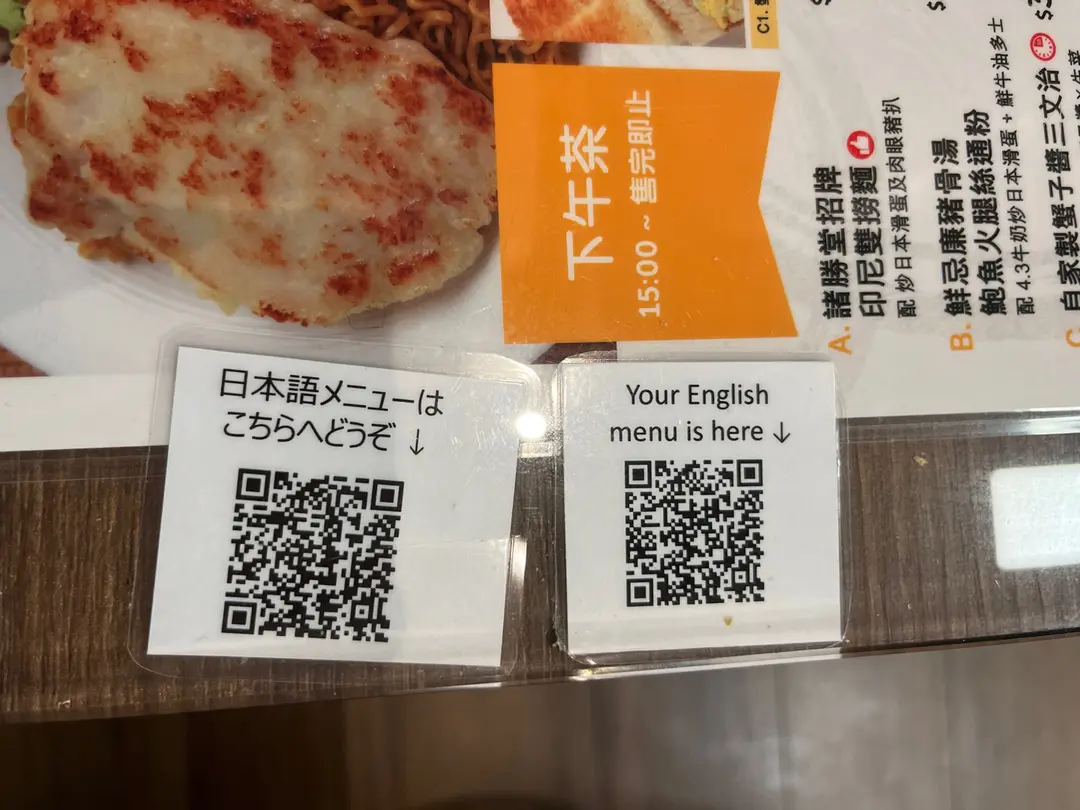 日本語メニューは
こちらへどうぞ ↓
Your English
menu is here ↓
下午茶
15:00 ~ 售完即止
A. 諸勝堂招牌
印尼雙撈麵
配 炒日本滑蛋及肉眼豬扒
B. 鮮忌廉豬骨湯
鮑魚火腿絲通粉
配 4.3牛奶炒日本滑蛋 + 鮮牛油多士
C. 自家製蟹子醬三文治
C1.